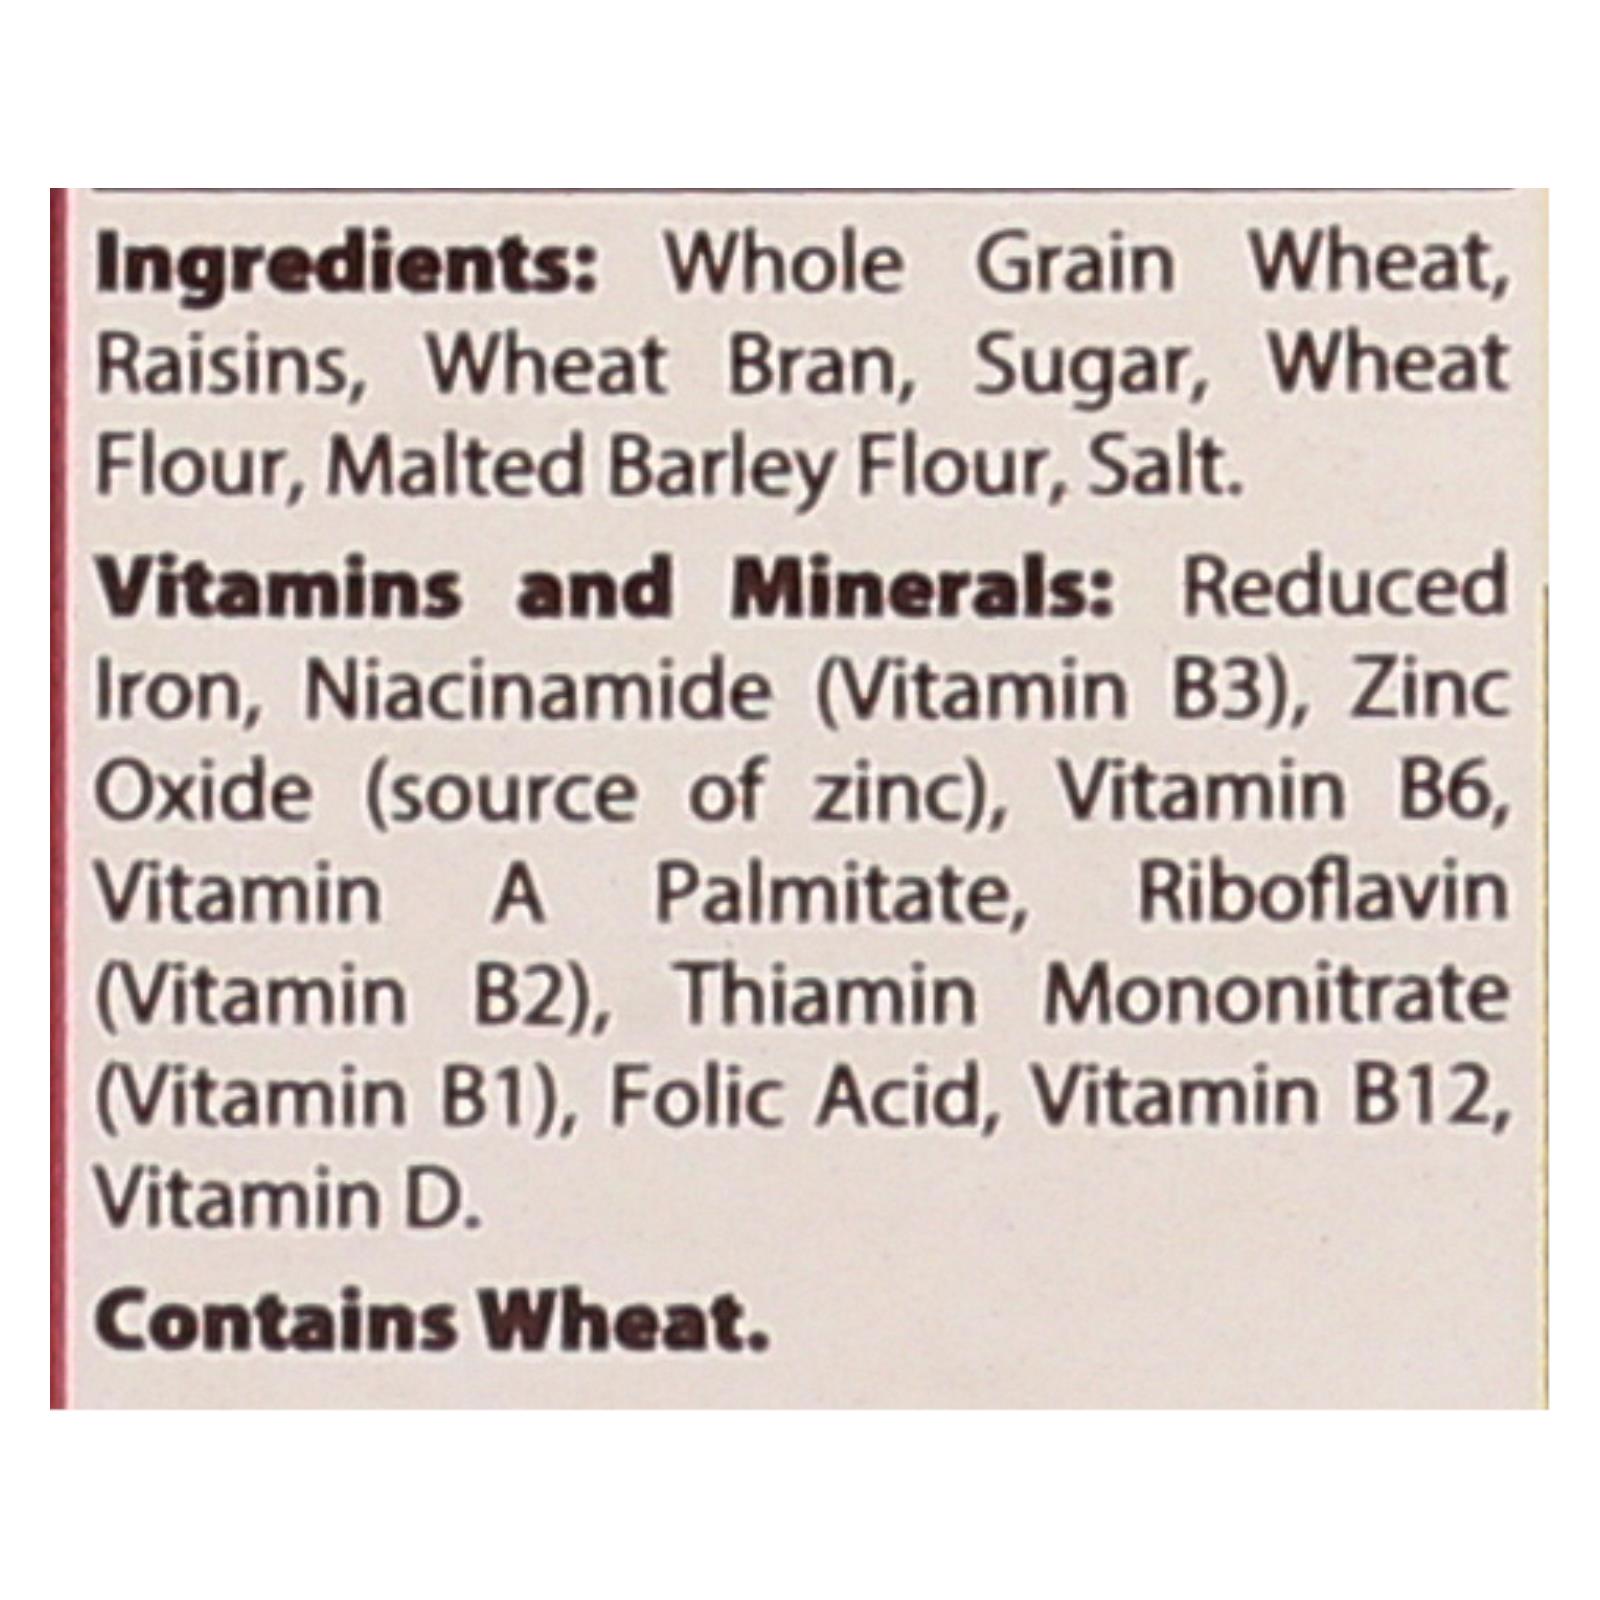 Ingredients: Whole Grain Wheat,
Raisins, Wheat Bran, Sugar, Wheat
Flour, Malted Barley Flour, Salt.
Vitamins and Minerals: Reduced
Iron, Niacinamide (Vitamin B3), Zinc
Oxide (source of zinc), Vitamin B6,
Vitamin A Palmitate, Riboflavin
(Vitamin B2), Thiamin Mononitrate
(Vitamin B1), Folic Acid, Vitamin B12,
Vitamin D.
Contains Wheat.